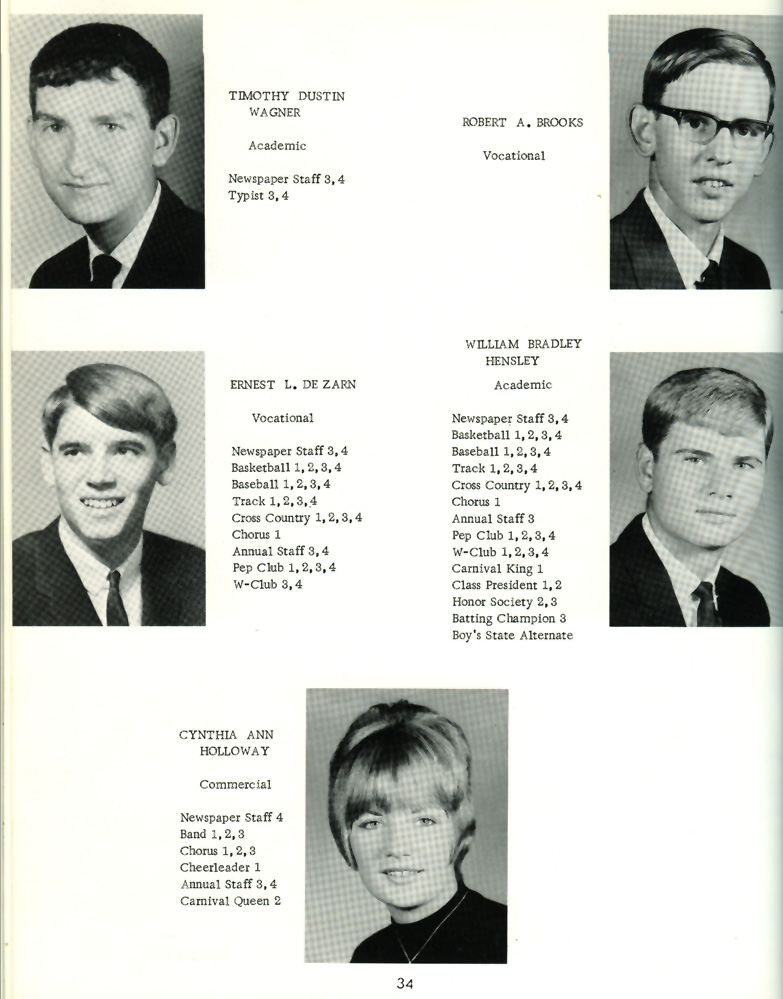 TIMOTHY DUSTIN
WAGNER
Academic
Newspaper Staff 3, 4
Typist 3, 4
ROBERT A. BROOKS
Vocational
ERNEST L. DE ZARN
Vocational
Newspaper Staff 3, 4
Basketball 1, 2, 3, 4
Baseball 1, 2, 3, 4
Track 1, 2, 3, 4
Cross Country 1, 2, 3, 4
Chorus 1
Annual Staff 3, 4
Pep Club 1, 2, 3, 4
W-Club 3, 4
WILLIAM BRADLEY
HENSLEY
Academic
Newspaper Staff 3, 4
Basketball 1, 2, 3, 4
Baseball 1, 2, 3, 4
Track 1, 2, 3, 4
Cross Country 1, 2, 3, 4
Chorus 1
Annual Staff 3
Pep Club 1, 2, 3, 4
W-Club 1, 2, 3, 4
Carnival King 1
Class President 1, 2
Honor Society 2, 3
Batting Champion 3
Boy's State Alternate
CYNTHIA ANN
HOLLOWAY
Commercial
Newspaper Staff 4
Band 1, 2, 3
Chorus 1, 2, 3
Cheerleader 1
Annual Staff 3, 4
Carnival Queen 2
34